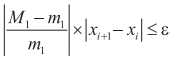 |(M₁ − m₁)/m₁| × |xᵢ₊₁ − xᵢ| ≤ ε